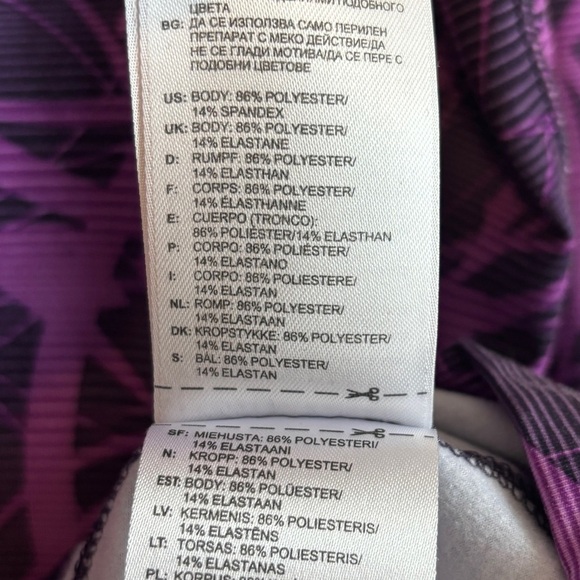 ЦВЕТА
BG: ДА СЕ ИЗПОЛЗВА САМО ПЕРИЛЕН
ПРЕПАРАТ С МЕКО ДЕЙСТВИЕ/ДА
НЕ СЕ ГЛАДИ МОТИВА/ДА СЕ ПЕРЕ С
ПОДОБНИ ЦВЕТОВЕ
US: BODY: 86% POLYESTER/
14% SPANDEX
UK: BODY: 86% POLYESTER/
14% ELASTANE
D: RUMPF: 86% POLYESTER/
14% ELASTHAN
F: CORPS: 86% POLYESTER/
14% ÉLASTHANNE
E: CUERPO (TRONCO):
86% POLIÉSTER/14% ELASTHAN
P: CORPO: 86% POLIÉSTER/
14% ELASTANO
I: CORPO: 86% POLIESTERE/
14% ELASTAN
NL: ROMP: 86% POLYESTER/
14% ELASTAAN
DK: KROPSTYKKE: 86% POLYESTER/
14% ELASTAN
S: BÅL: 86% POLYESTER/
14% ELASTAN
SF: MIEHUSTA: 86% POLYESTERI/
14% ELASTAANI
N: KROPP: 86% POLYESTER/
14% ELASTAN
EST: BODY: 86% POLÜESTER/
14% ELASTAAN
LV: KERMENIS: 86% POLIESTERIS/
14% ELASTĒNS
LT: TORSAS: 86% POLIESTERIS/
14% ELASTANAS
PL: KORPUS: 86%